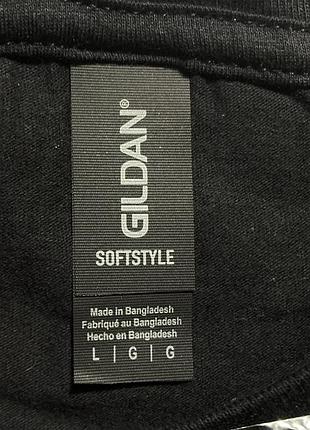 GILDAN®
SOFTSTYLE
Made in Bangladesh
Fabriqué au Bangladesh
Hecho en Bangladesh
L | G | G